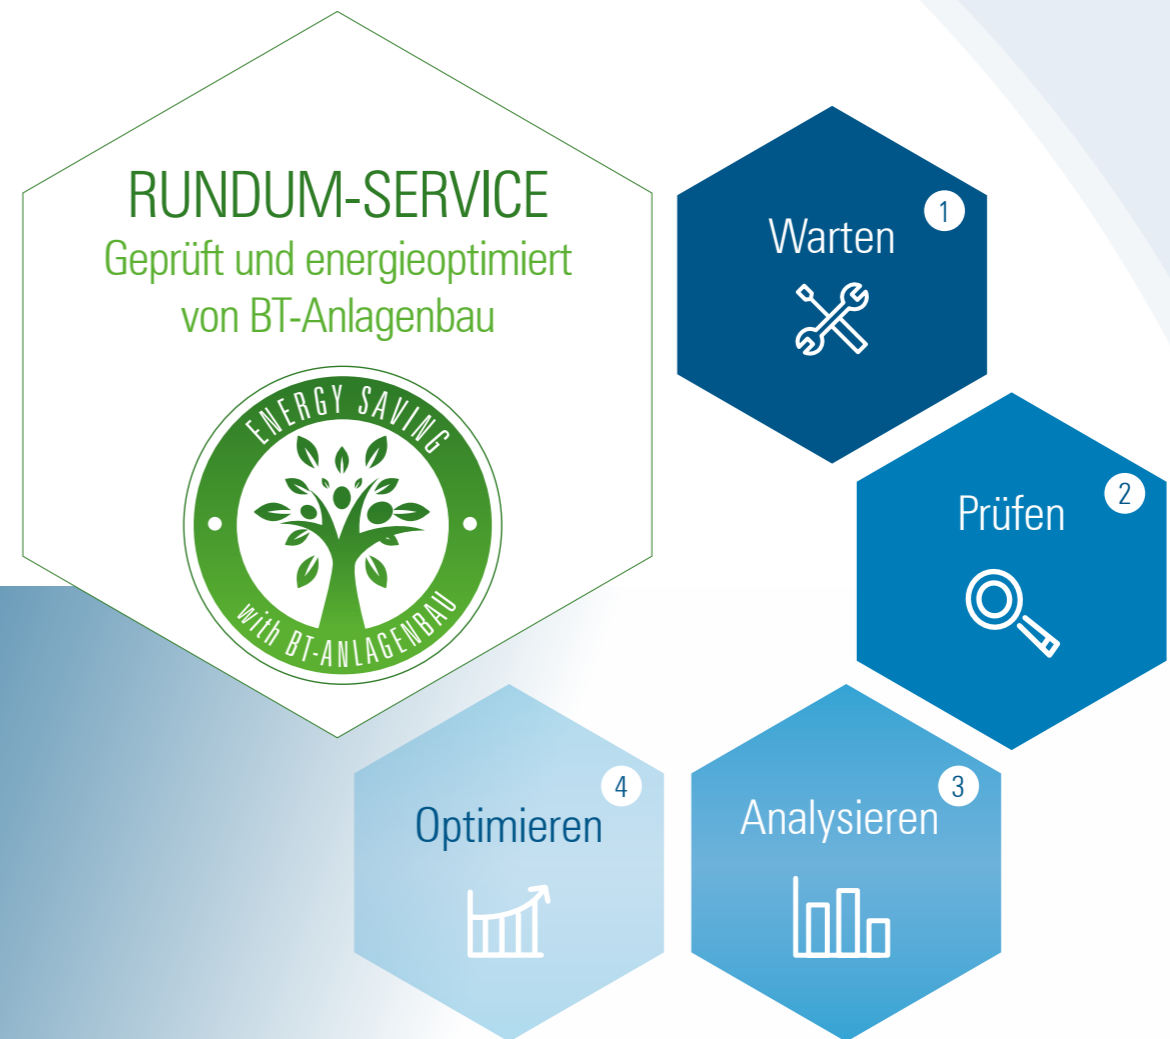 RUNDUM-SERVICE
Geprüft und energieoptimiert
von BT-Anlagenbau
ENERGY SAVING
with BT-ANLAGENBAU
Warten
1
Prüfen
2
Analysieren
3
Optimieren
4